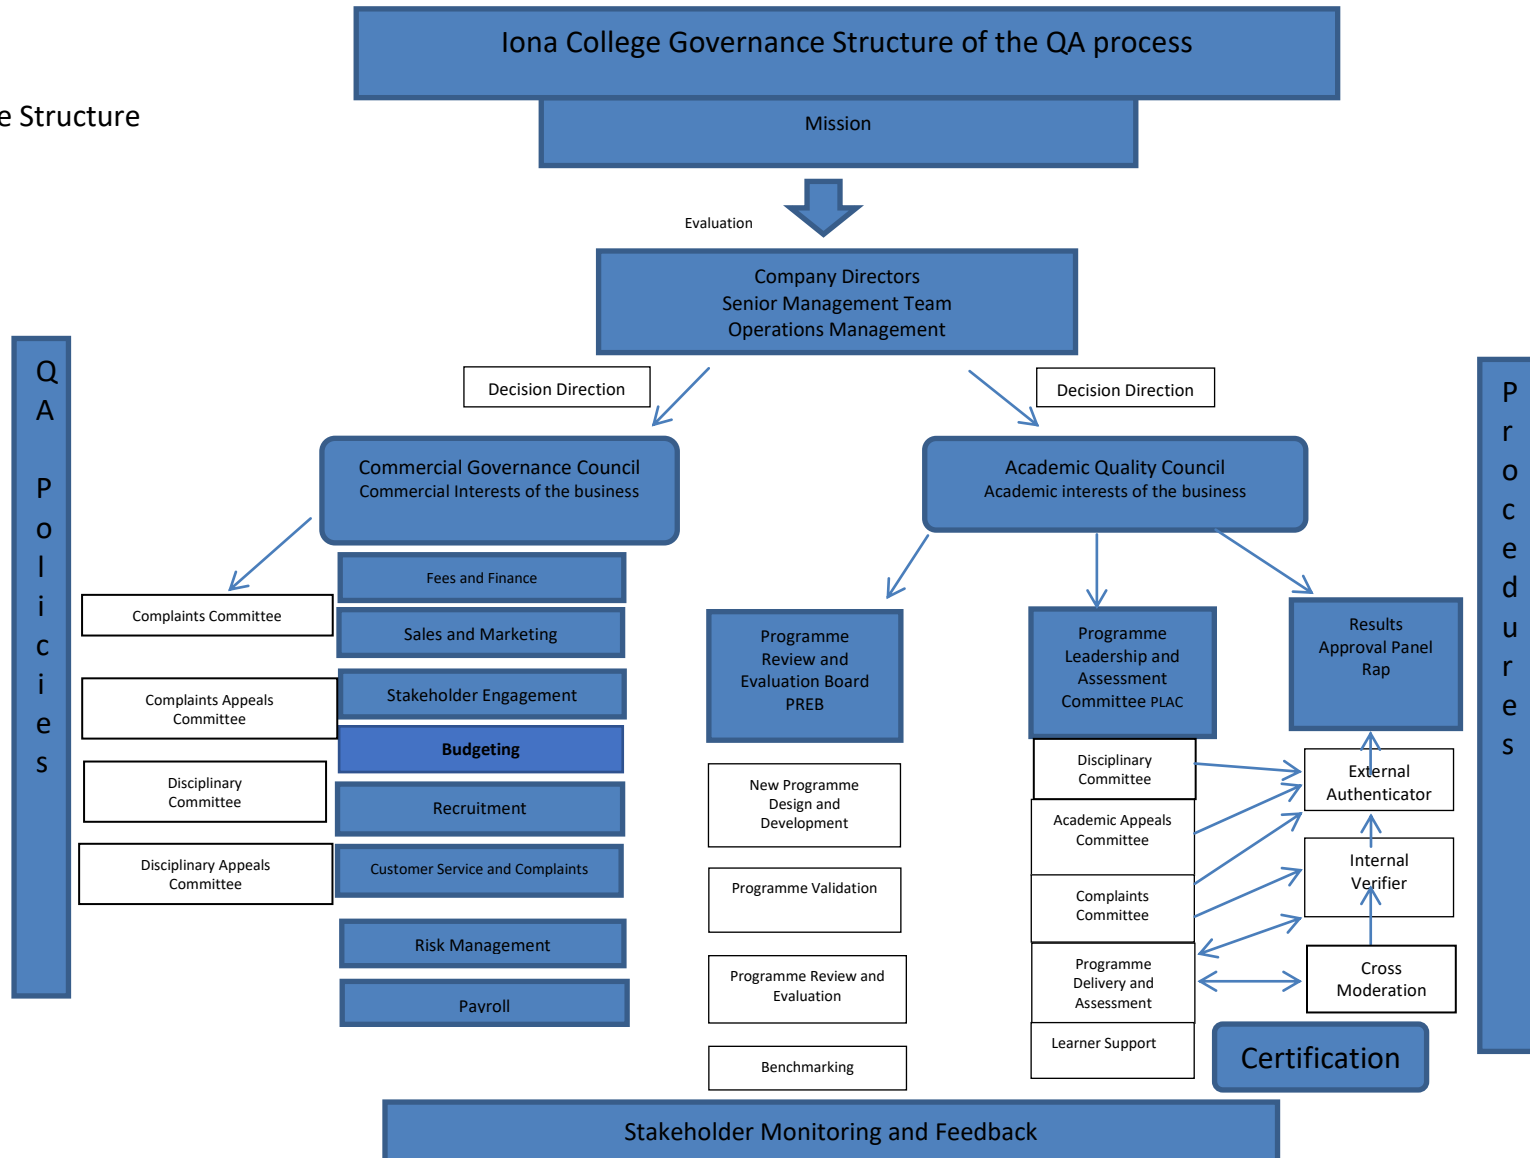 Iona College Governance Structure of the QA process
e Structure
Mission
Evaluation
Company Directors
Senior Management Team
Operations Management
Decision Direction
Decision Direction
QA Policies
Procedures
Commercial Governance Council
Commercial Interests of the business
Academic Quality Council
Academic interests of the business
Complaints Committee
Complaints Appeals
Committee
Disciplinary
Committee
Disciplinary Appeals
Committee
Fees and Finance
Sales and Marketing
Stakeholder Engagement
Budgeting
Recruitment
Customer Service and Complaints
Risk Management
Payroll
Programme
Review and
Evaluation Board
PREB
New Programme
Design and
Development
Programme Validation
Programme Review and
Evaluation
Benchmarking
Programme
Leadership and
Assessment
Committee PLAC
Disciplinary
Committee
Academic Appeals
Committee
Complaints
Committee
Programme
Delivery and
Assessment
Learner Support
Results
Approval Panel
Rap
External
Authenticator
Internal
Verifier
Cross
Moderation
Certification
Stakeholder Monitoring and Feedback